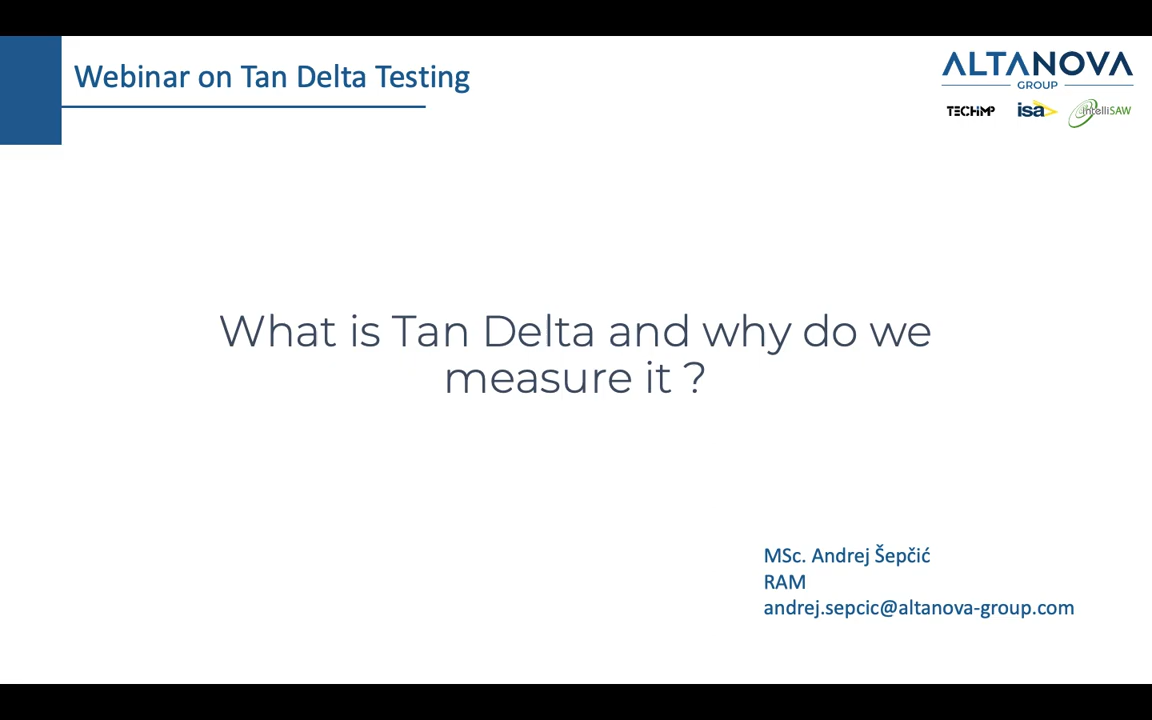 Webinar on Tan Delta Testing
ALTANOVA
GROUP
TECHIMP
isa
intelliSAW
What is Tan Delta and why do we
measure it ?
MSc. Andrej Šepčić
RAM
andrej.sepcic@altanova-group.com